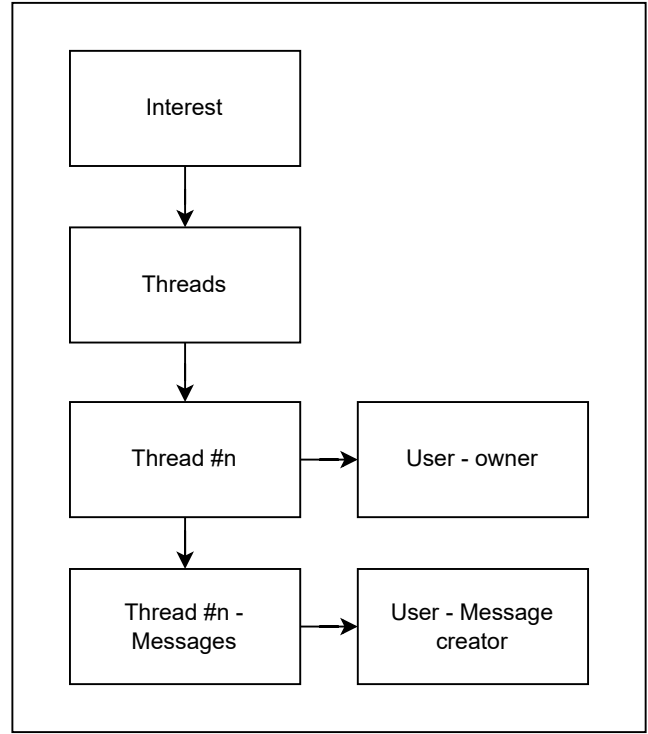 Interest
Threads
Thread #n
User - owner
Thread #n -
Messages
User - Message
creator